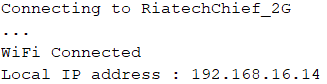 Connecting to RiatechChief_2G
...
WiFi Connected
Local IP address : 192.168.16.14